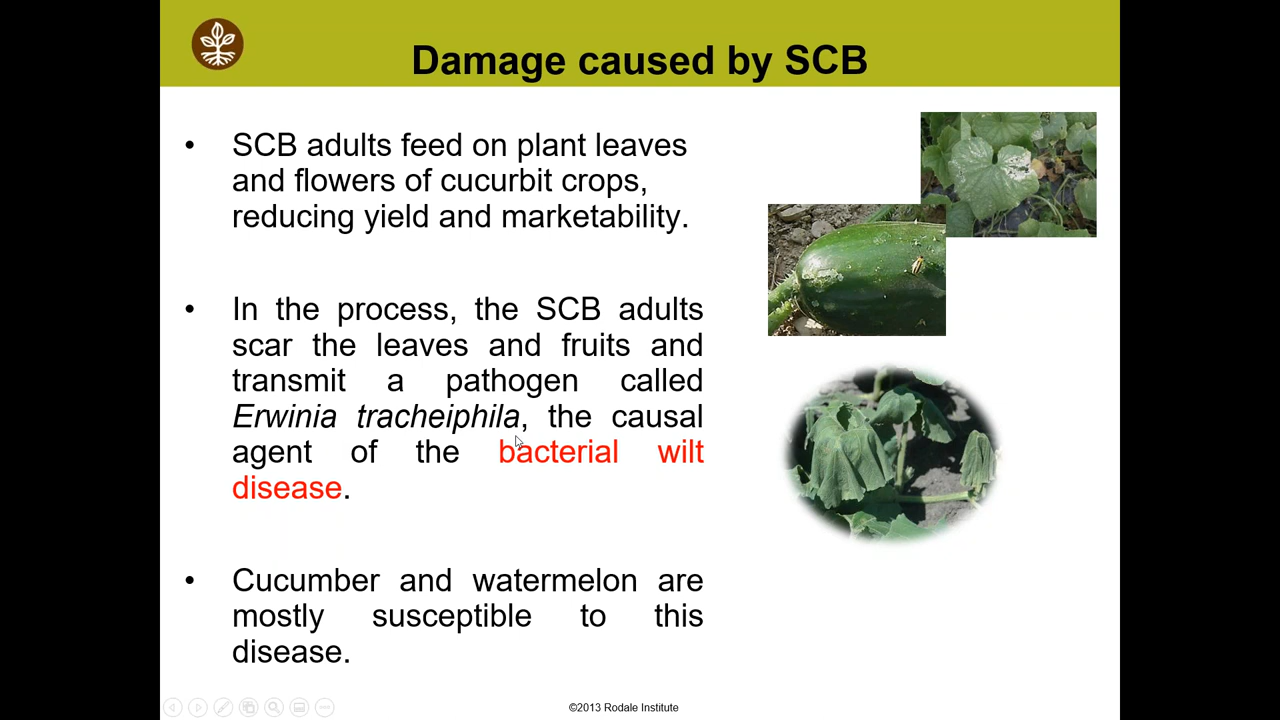 Damage caused by SCB
• SCB adults feed on plant leaves
and flowers of cucurbit crops,
reducing yield and marketability.
• In the process, the SCB adults
scar the leaves and fruits and
transmit a pathogen called
Erwinia tracheiphila, the causal
agent of the bacterial wilt
disease.
• Cucumber and watermelon are
mostly susceptible to this
disease.
©2013 Rodale Institute